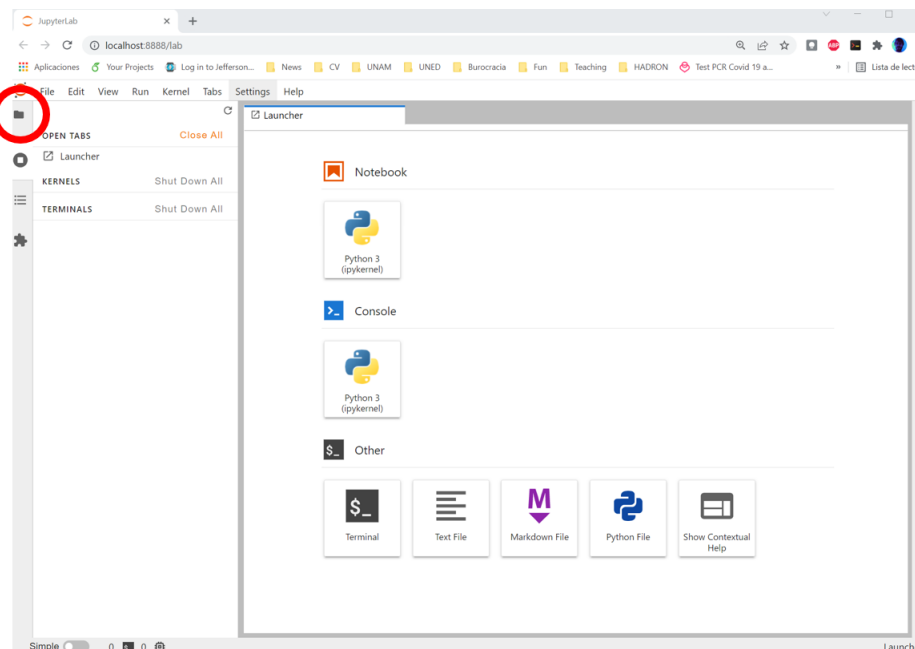 JupyterLab
localhost:8888/lab
Aplicaciones Your Projects Log in to Jefferson... News CV UNAM UNED Burocracia Fun Teaching HADRON Test PCR Covid 19 a... » Lista de lect
File Edit View Run Kernel Tabs Settings Help
Launcher
OPEN TABS Close All
Launcher
KERNELS Shut Down All
TERMINALS Shut Down All
Notebook
Python 3
(ipykernel)
Console
Python 3
(ipykernel)
$_ Other
$_
M
Terminal Text File Markdown File Python File Show Contextual
Help
Simple 0 0 Launch